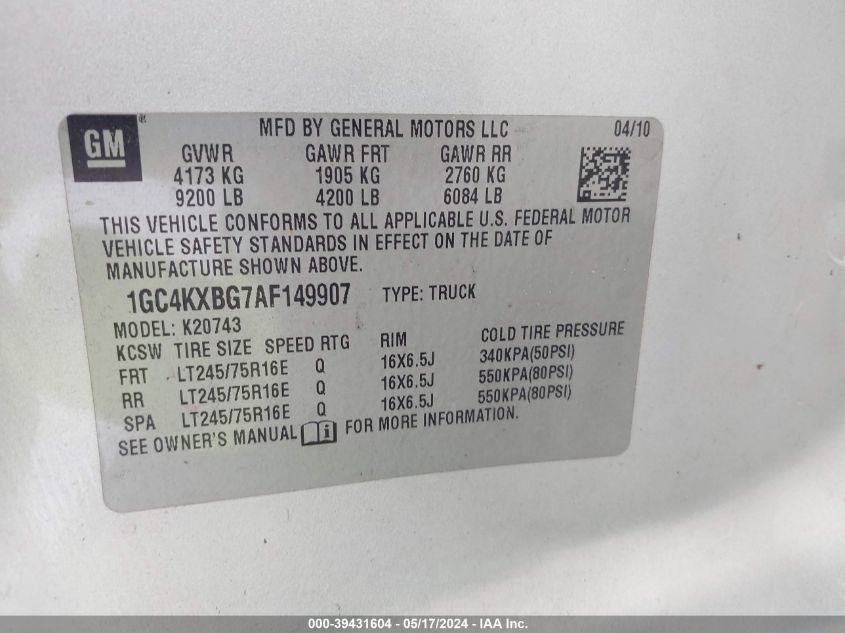 GM ® MFD BY GENERAL MOTORS LLC 04/10
GVWR GAWR FRT GAWR RR
4173 KG 1905 KG 2760 KG
9200 LB 4200 LB 6084 LB
THIS VEHICLE CONFORMS TO ALL APPLICABLE U.S. FEDERAL MOTOR
VEHICLE SAFETY STANDARDS IN EFFECT ON THE DATE OF
MANUFACTURE SHOWN ABOVE.
1GC4KXBG7AF149907 TYPE: TRUCK
MODEL: K20743
KCSW TIRE SIZE SPEED RTG RIM COLD TIRE PRESSURE
FRT LT245/75R16E Q 16X6.5J 340KPA(50PSI)
RR LT245/75R16E Q 16X6.5J 550KPA(80PSI)
SPA LT245/75R16E Q 16X6.5J 550KPA(80PSI)
SEE OWNER'S MANUAL i FOR MORE INFORMATION.
000-39431604 - 05/17/2024 - IAA Inc.